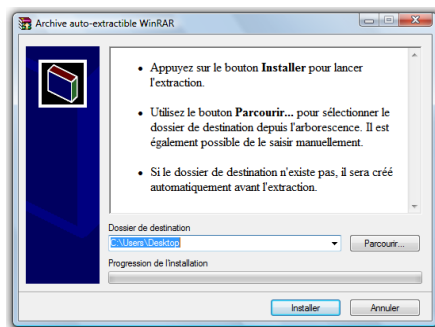 Archive auto-extractible WinRAR
• Appuyez sur le bouton Installer pour lancer
l'extraction.
• Utilisez le bouton Parcourir... pour sélectionner le
dossier de destination depuis l'arborescence. Il est
également possible de le saisir manuellement.
• Si le dossier de destination n'existe pas, il sera créé
automatiquement avant l'extraction.
Dossier de destination
C:\Users\Desktop
Parcourir...
Progression de l'installation
Installer
Annuler